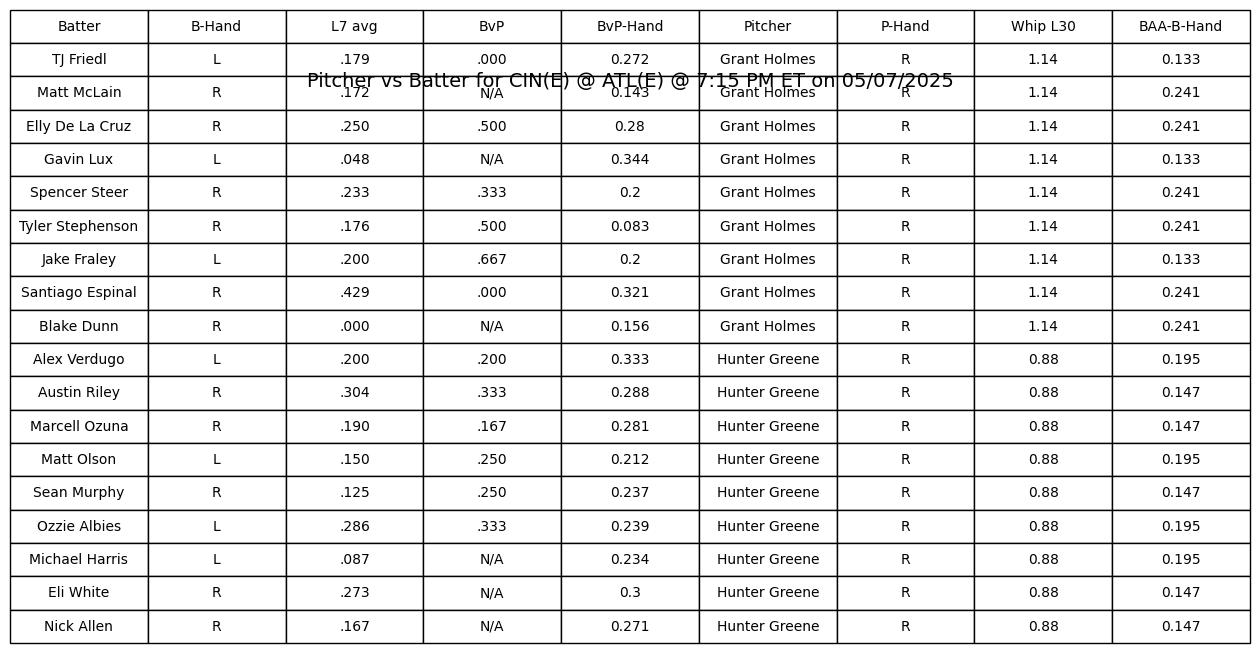 Batter B-Hand L7 avg BvP BvP-Hand Pitcher P-Hand Whip L30 BAA-B-Hand
TJ Friedl L .179 .000 0.272 Grant Holmes R 1.14 0.133
Pitcher vs Batter for CIN(E) @ ATL(E) @ 7:15 PM ET on 05/07/2025
Matt McLain R .172 N/A 0.143 Grant Holmes R 1.14 0.241
Elly De La Cruz R .250 .500 0.28 Grant Holmes R 1.14 0.241
Gavin Lux L .048 N/A 0.344 Grant Holmes R 1.14 0.133
Spencer Steer R .233 .333 0.2 Grant Holmes R 1.14 0.241
Tyler Stephenson R .176 .500 0.083 Grant Holmes R 1.14 0.241
Jake Fraley L .200 .667 0.2 Grant Holmes R 1.14 0.133
Santiago Espinal R .429 .000 0.321 Grant Holmes R 1.14 0.241
Blake Dunn R .000 N/A 0.156 Grant Holmes R 1.14 0.241
Alex Verdugo L .200 .200 0.333 Hunter Greene R 0.88 0.195
Austin Riley R .304 .333 0.288 Hunter Greene R 0.88 0.147
Marcell Ozuna R .190 .167 0.281 Hunter Greene R 0.88 0.147
Matt Olson L .150 .250 0.212 Hunter Greene R 0.88 0.195
Sean Murphy R .125 .250 0.237 Hunter Greene R 0.88 0.147
Ozzie Albies L .286 .333 0.239 Hunter Greene R 0.88 0.195
Michael Harris L .087 N/A 0.234 Hunter Greene R 0.88 0.195
Eli White R .273 N/A 0.3 Hunter Greene R 0.88 0.147
Nick Allen R .167 N/A 0.271 Hunter Greene R 0.88 0.147